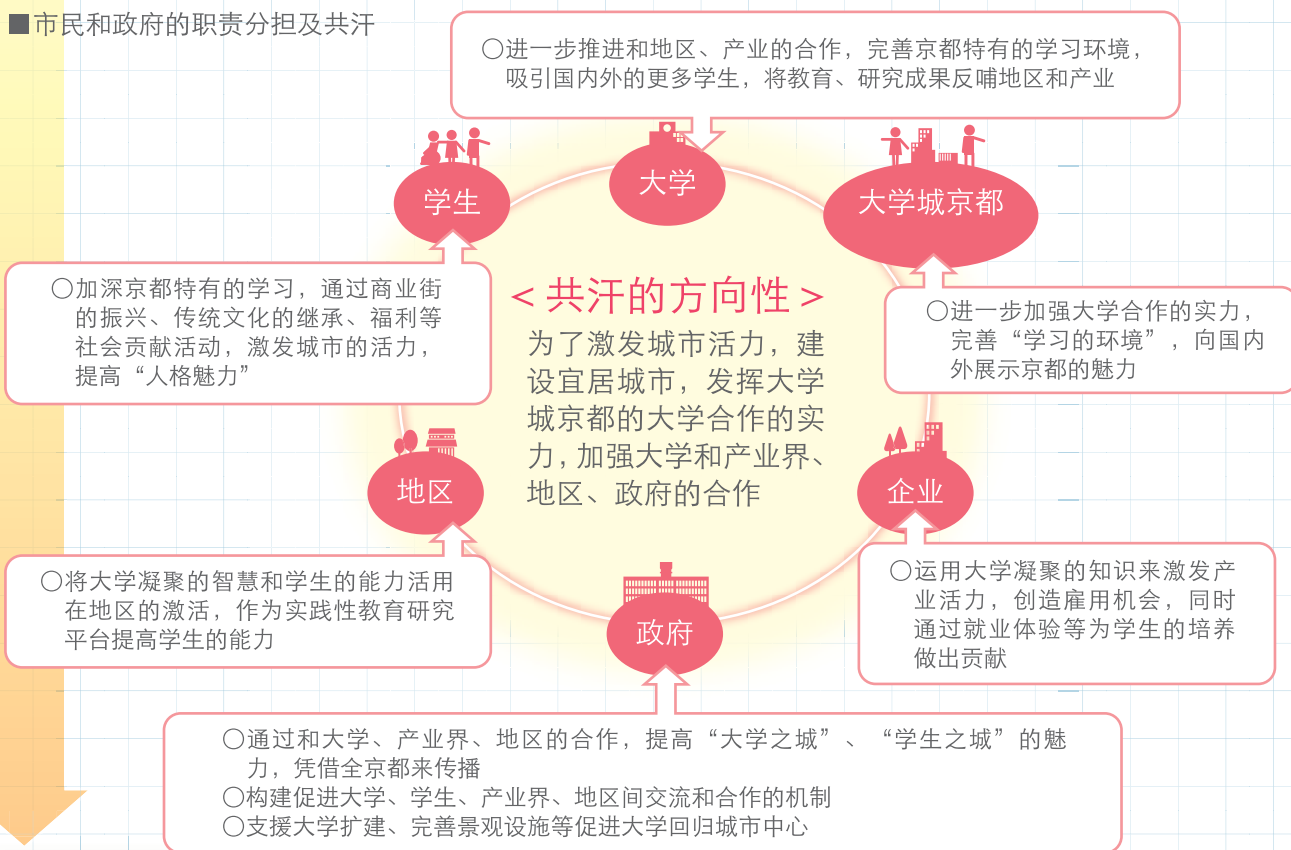 ■市民和政府的职责分担及共汗
○进一步推进和地区、产业的合作，完善京都特有的学习环境，
吸引国内外的更多学生，将教育、研究成果反哺地区和产业
大学
学生
大学城京都
○加深京都特有的学习，通过商业街
的振兴、传统文化的继承、福利等
社会贡献活动，激发城市的活力，
提高“人格魅力”
＜共汗的方向性＞
为了激发城市活力，建
设宜居城市，发挥大学
城京都的大学合作的实
力，加强大学和产业界、
地区、政府的合作
○进一步加强大学合作的实力，
完善“学习的环境”，向国内
外展示京都的魅力
地区
企业
○将大学凝聚的智慧和学生的能力活用
在地区的激活，作为实践性教育研究
平台提高学生的能力
政府
○运用大学凝聚的知识来激发产
业活力，创造雇用机会，同时
通过就业体验等为学生的培养
做出贡献
○通过和大学、产业界、地区的合作，提高“大学之城”、“学生之城”的魅
力，凭借全京都来传播
○构建促进大学、学生、产业界、地区间交流和合作的机制
○支援大学扩建、完善景观设施等促进大学回归城市中心